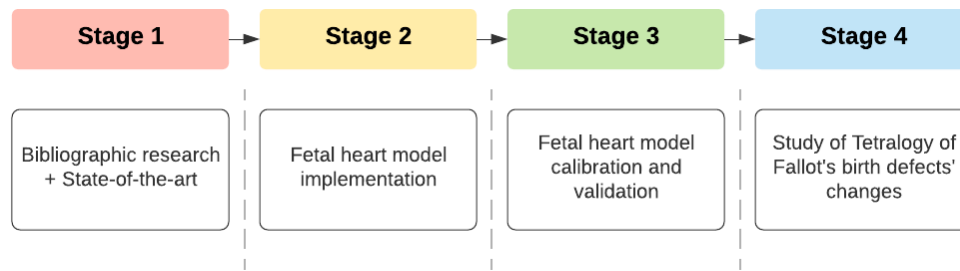 Stage 1
Stage 2
Stage 3
Stage 4
Bibliographic research
+ State-of-the-art
Fetal heart model
implementation
Fetal heart model
calibration and
validation
Study of Tetralogy of
Fallot's birth defects'
changes